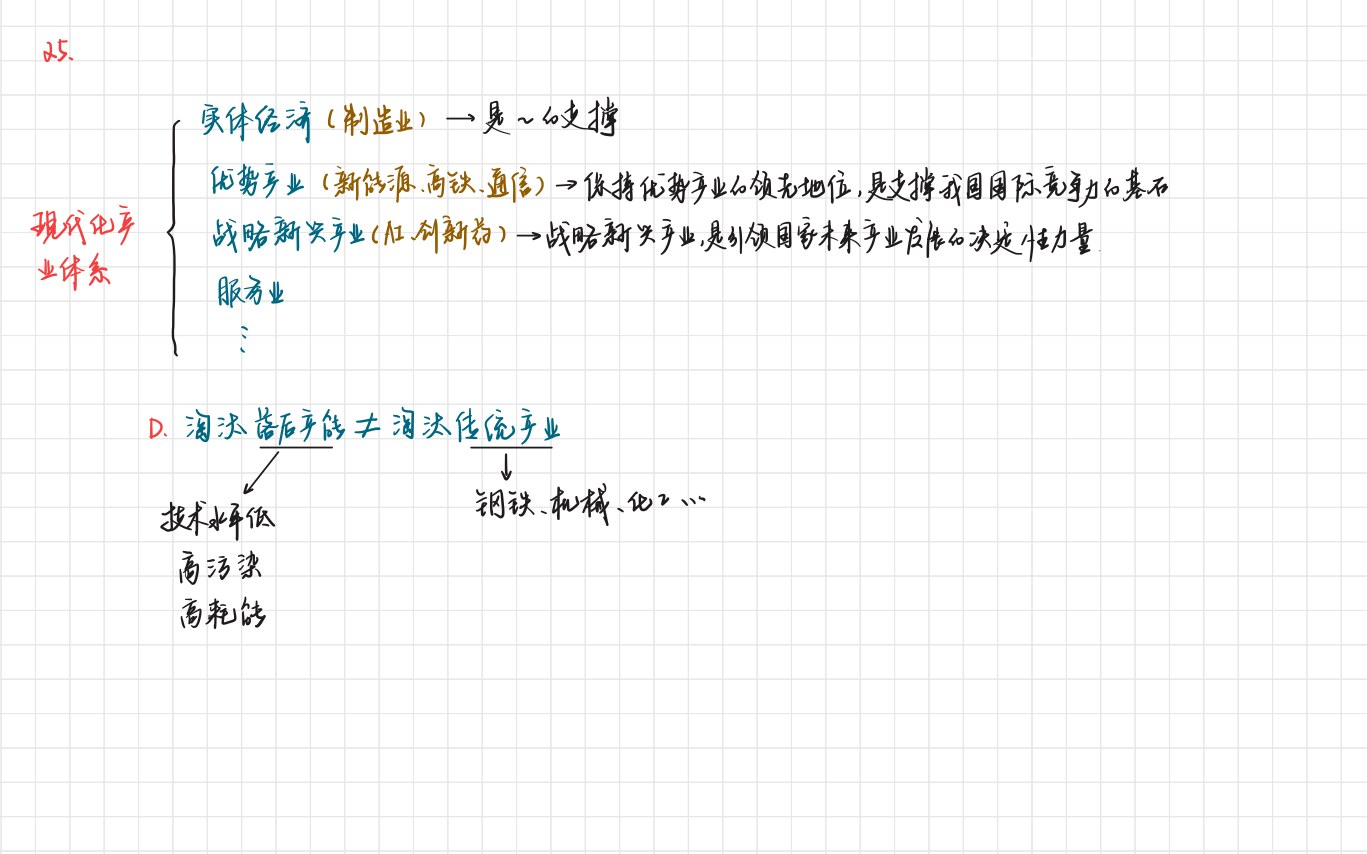 25.
实体经济（制造业）→是~的支撑
优势产业（新能源、高铁、通信）→保持优势产业的领先地位,是支撑我国国际竞争力的基石
现代化产业体系
战略新兴产业(AI、创新药）→战略新兴产业,是引领国家未来产业发展的决定性力量.
服务业
⋮
D. 淘汰落后产能≠淘汰传统产业
钢铁、机械、化工…
技术水平低
高污染
高耗能